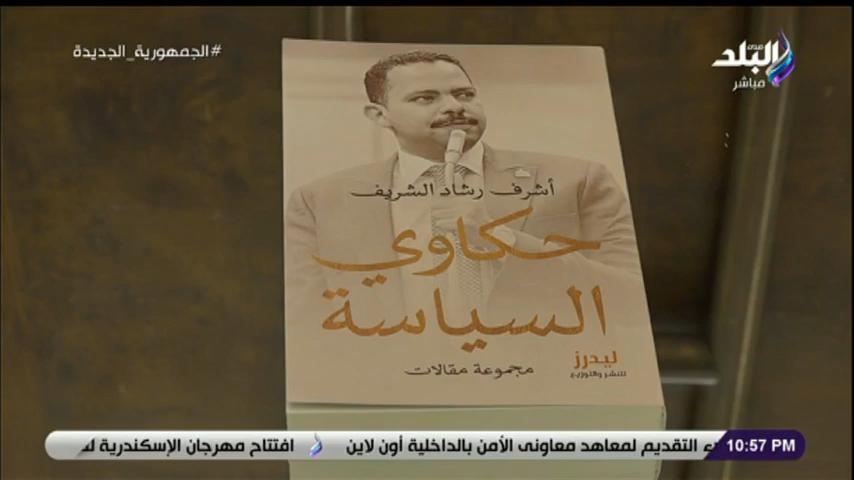 #الجمهورية_الجديدة
صدى
البلد
مباشر
أشرف رشاد الشريف
حكاوي
السياسة
مجموعة مقالات
ليدرز
للنشر والتوزيع
10:57 PM
التقديم لمعاهد معاونى الأمن بالداخلية أون لاين
افتتاح مهرجان الإسكندرية